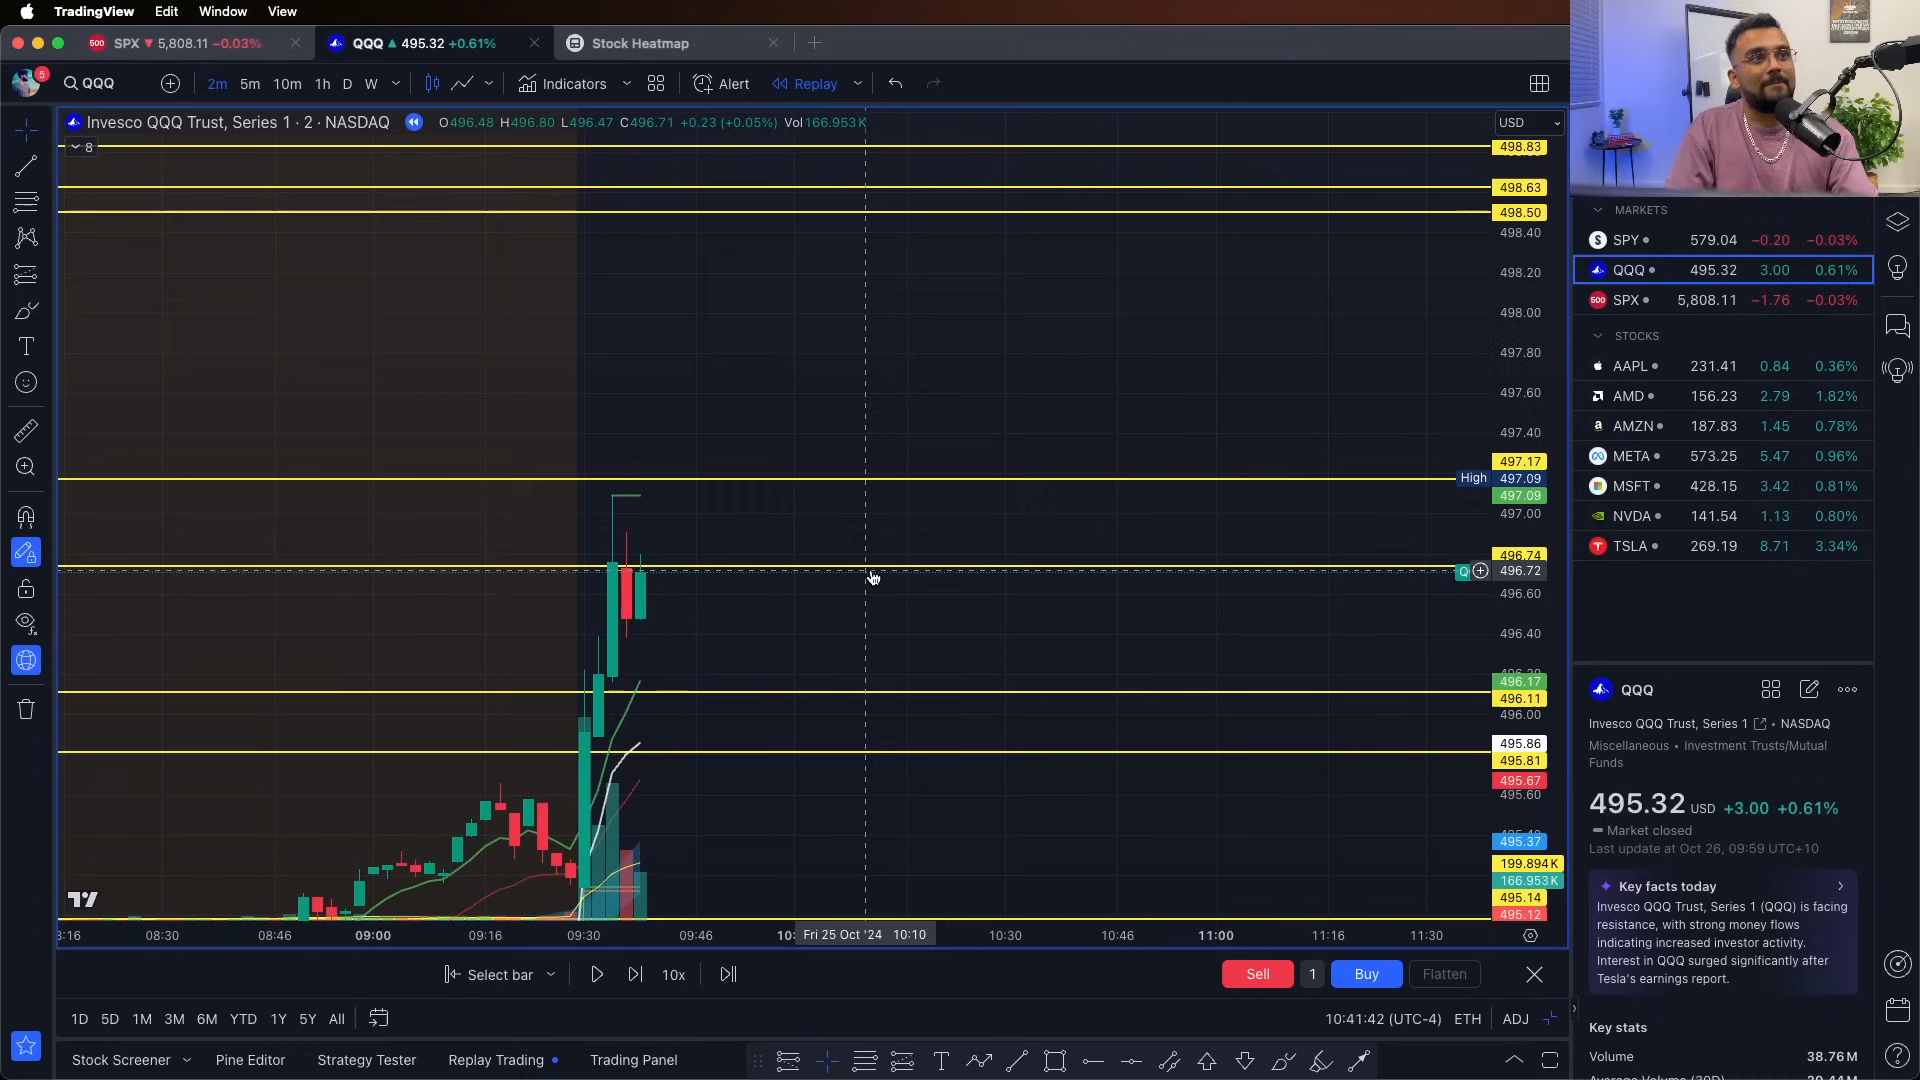 TradingView Edit Window View
500 SPX ▼ 5,808.11 −0.03% QQQ ▲ 495.32 +0.61% Stock Heatmap
5 QQQ 2m 5m 10m 1h D W Indicators Alert Replay
Invesco QQQ Trust, Series 1 · 2 · NASDAQ O496.48 H496.80 L496.47 C496.71 +0.23 (+0.05%) Vol166.953K USD
8
498.83
498.63
498.50
498.40
498.20
498.00
497.80
497.60
497.40
497.17
High 497.09
497.09
497.00
496.74
Q 496.72
496.60
496.40
496.17
496.11
496.00
495.86
495.81
495.67
495.60
495.37
199.894K
166.953K
495.14
495.12
08:30 08:46 09:00 09:16 09:30 09:46 Fri 25 Oct '24 10:10 10:30 10:46 11:00 11:16 11:30
Select bar 10x Sell 1 Buy Flatten
1D 5D 1M 3M 6M YTD 1Y 5Y All 10:41:42 (UTC-4) ETH ADJ
Stock Screener Pine Editor Strategy Tester Replay Trading Trading Panel
MARKETS
SPY 579.04 −0.20 −0.03%
QQQ 495.32 3.00 0.61%
500 SPX 5,808.11 −1.76 −0.03%
STOCKS
AAPL 231.41 0.84 0.36%
AMD 156.23 2.79 1.82%
AMZN 187.83 1.45 0.78%
META 573.25 5.47 0.96%
MSFT 428.15 3.42 0.81%
NVDA 141.54 1.13 0.80%
TSLA 269.19 8.71 3.34%
QQQ
Invesco QQQ Trust, Series 1 • NASDAQ
Miscellaneous • Investment Trusts/Mutual
Funds
495.32 USD +3.00 +0.61%
Market closed
Last update at Oct 26, 09:59 UTC+10
Key facts today
Invesco QQQ Trust, Series 1 (QQQ) is facing
resistance, with strong money flows
indicating increased investor activity.
Interest in QQQ surged significantly after
Tesla's earnings report.
Key stats
Volume 38.76M